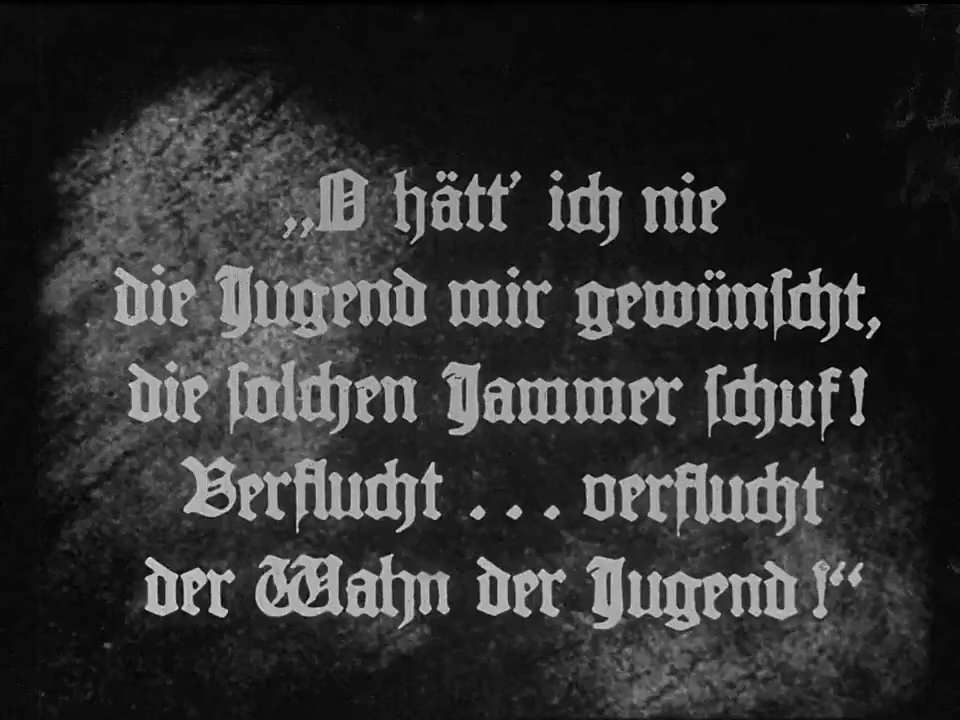 „O hätt' ich nie
die Jugend mir gewünscht,
die solchen Jammer schuf!
Verflucht . . . verflucht
der Wahn der Jugend!“